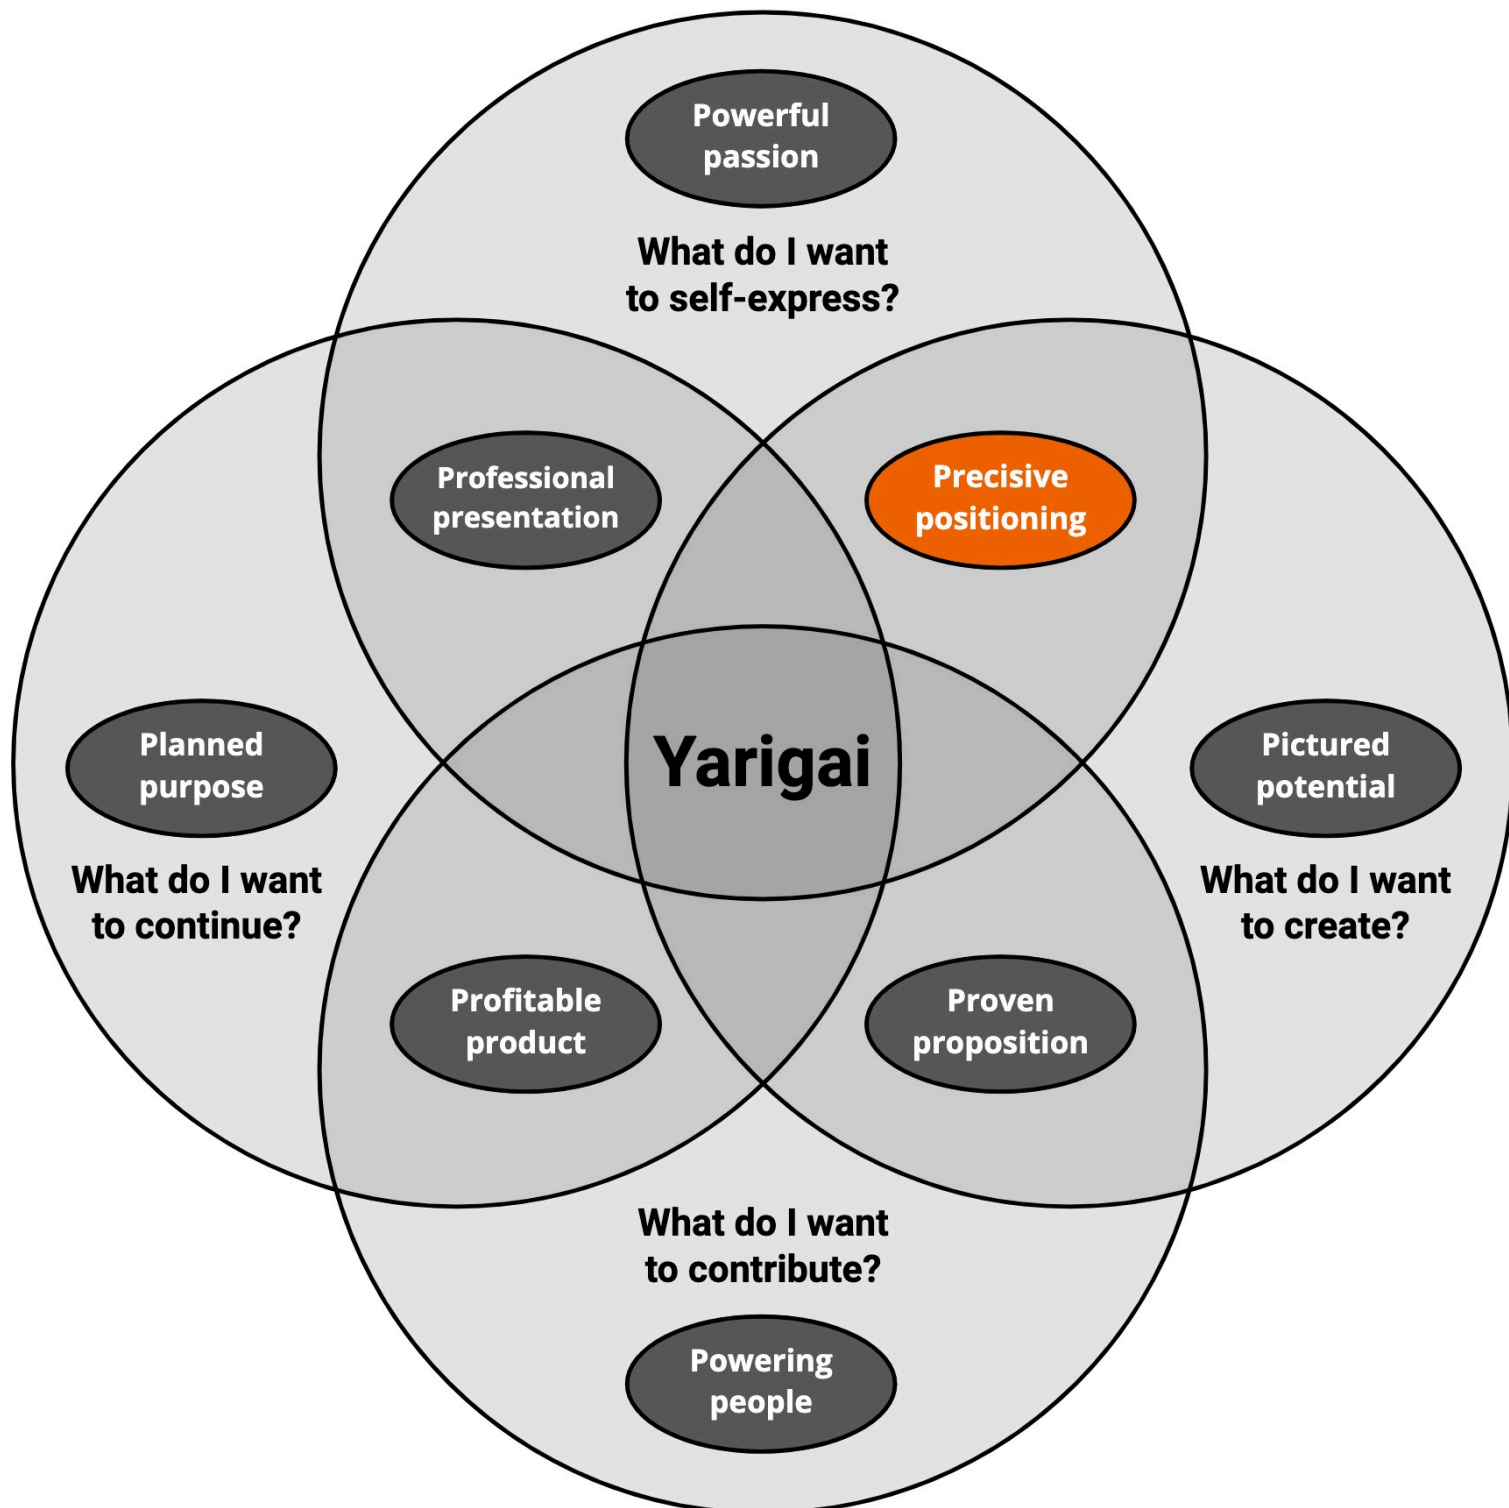 Powerful
passion
What do I want
to self-express?
Professional
presentation
Precisive
positioning
Planned
purpose
What do I want
to continue?
Yarigai
Pictured
potential
What do I want
to create?
Profitable
product
Proven
proposition
What do I want
to contribute?
Powering
people